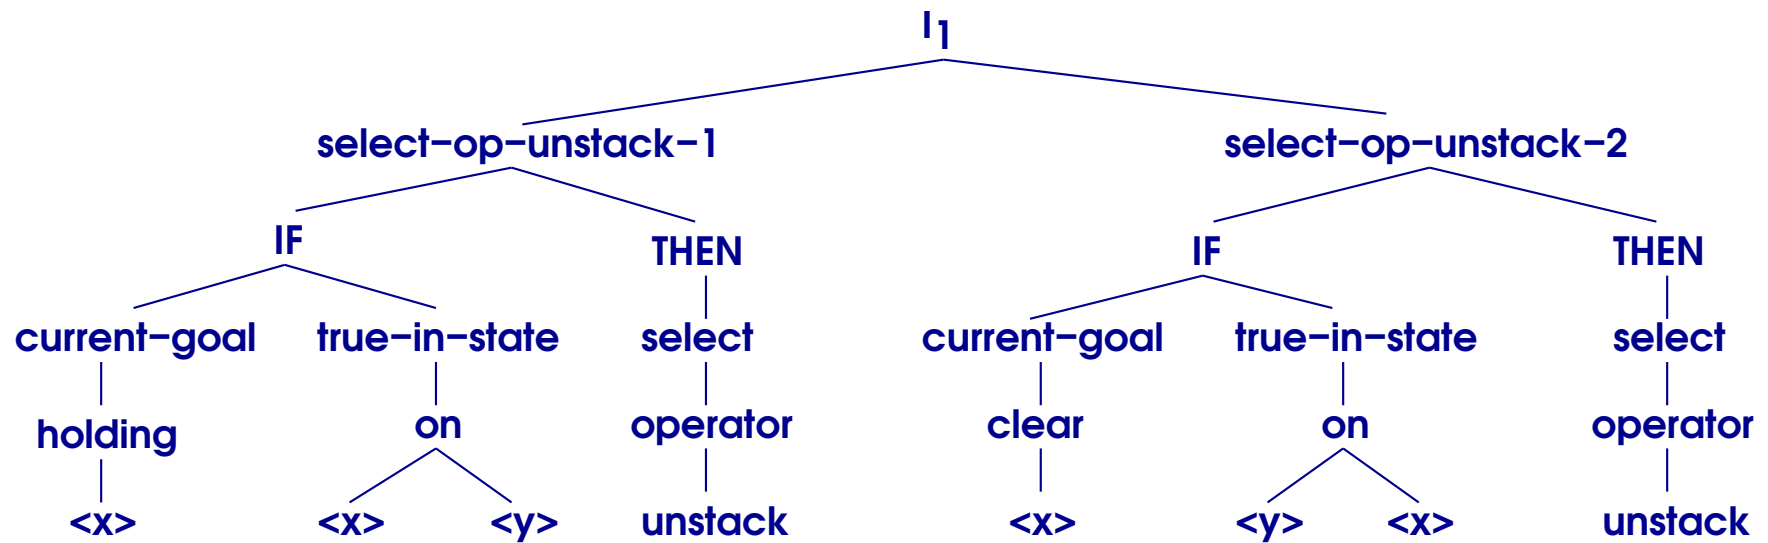 I1
select-op-unstack-1 select-op-unstack-2
IF THEN IF THEN
current-goal true-in-state select current-goal true-in-state select
holding on operator clear on operator
<x> <x> <y> unstack <x> <y> <x> unstack